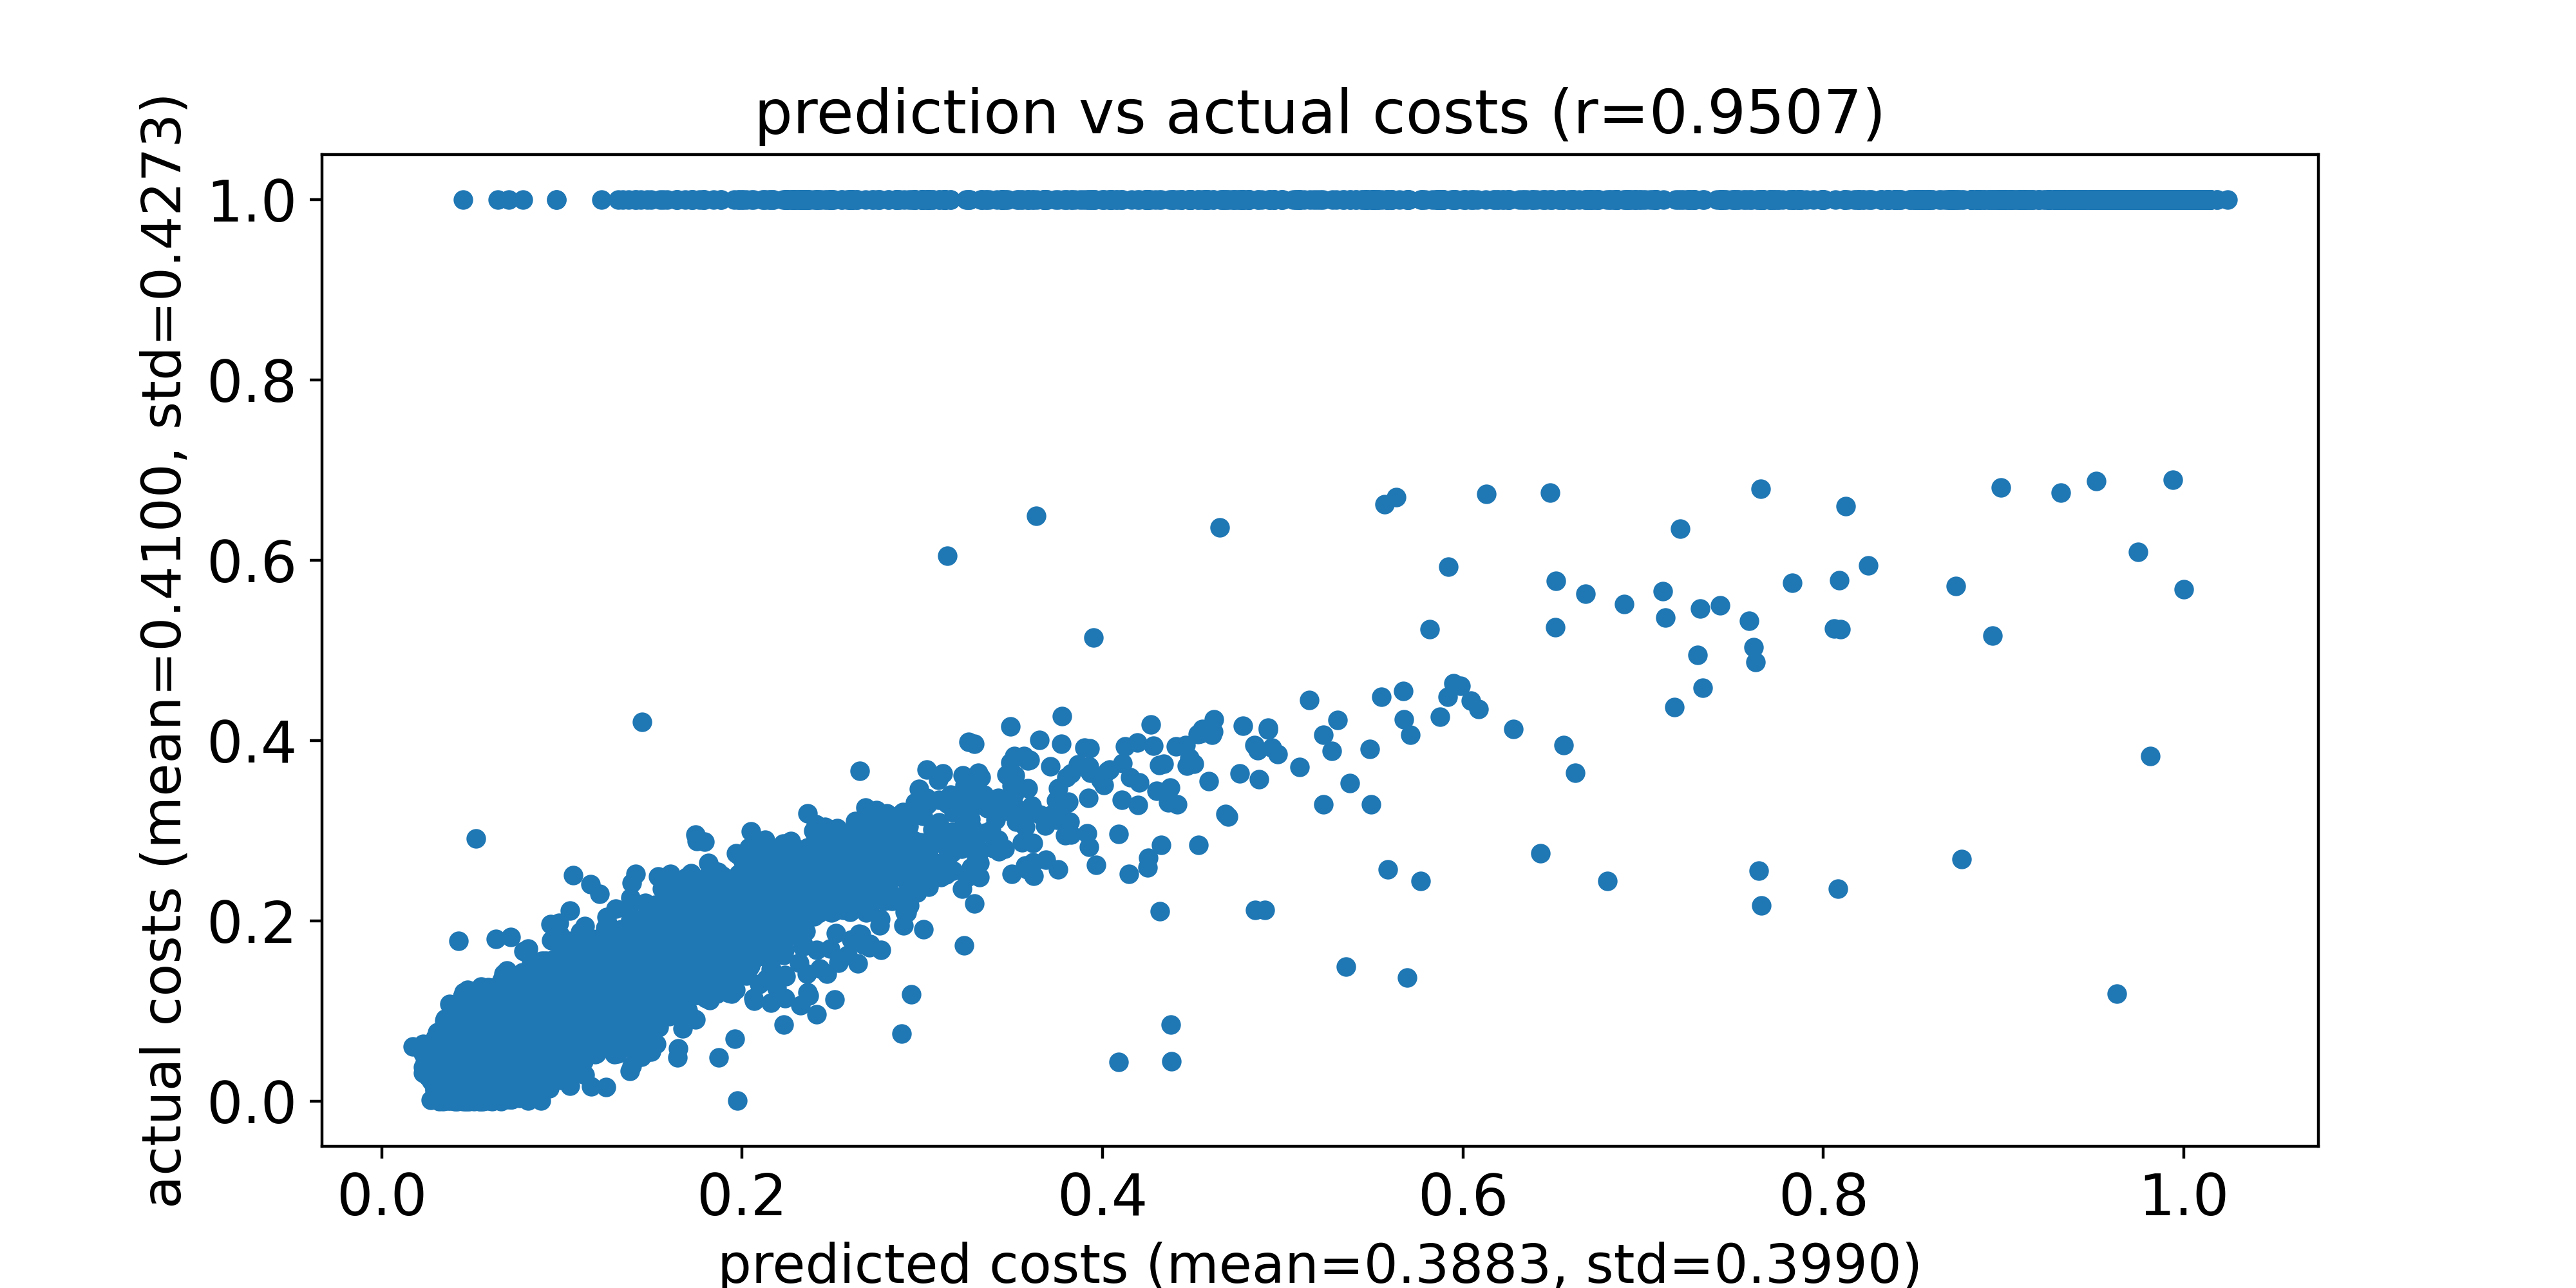 prediction vs actual costs (r=0.9507)
actual costs (mean=0.4100, std=0.4273)
1.0
0.8
0.6
0.4
0.2
0.0
0.0 0.2 0.4 0.6 0.8 1.0
predicted costs (mean=0.3883, std=0.3990)